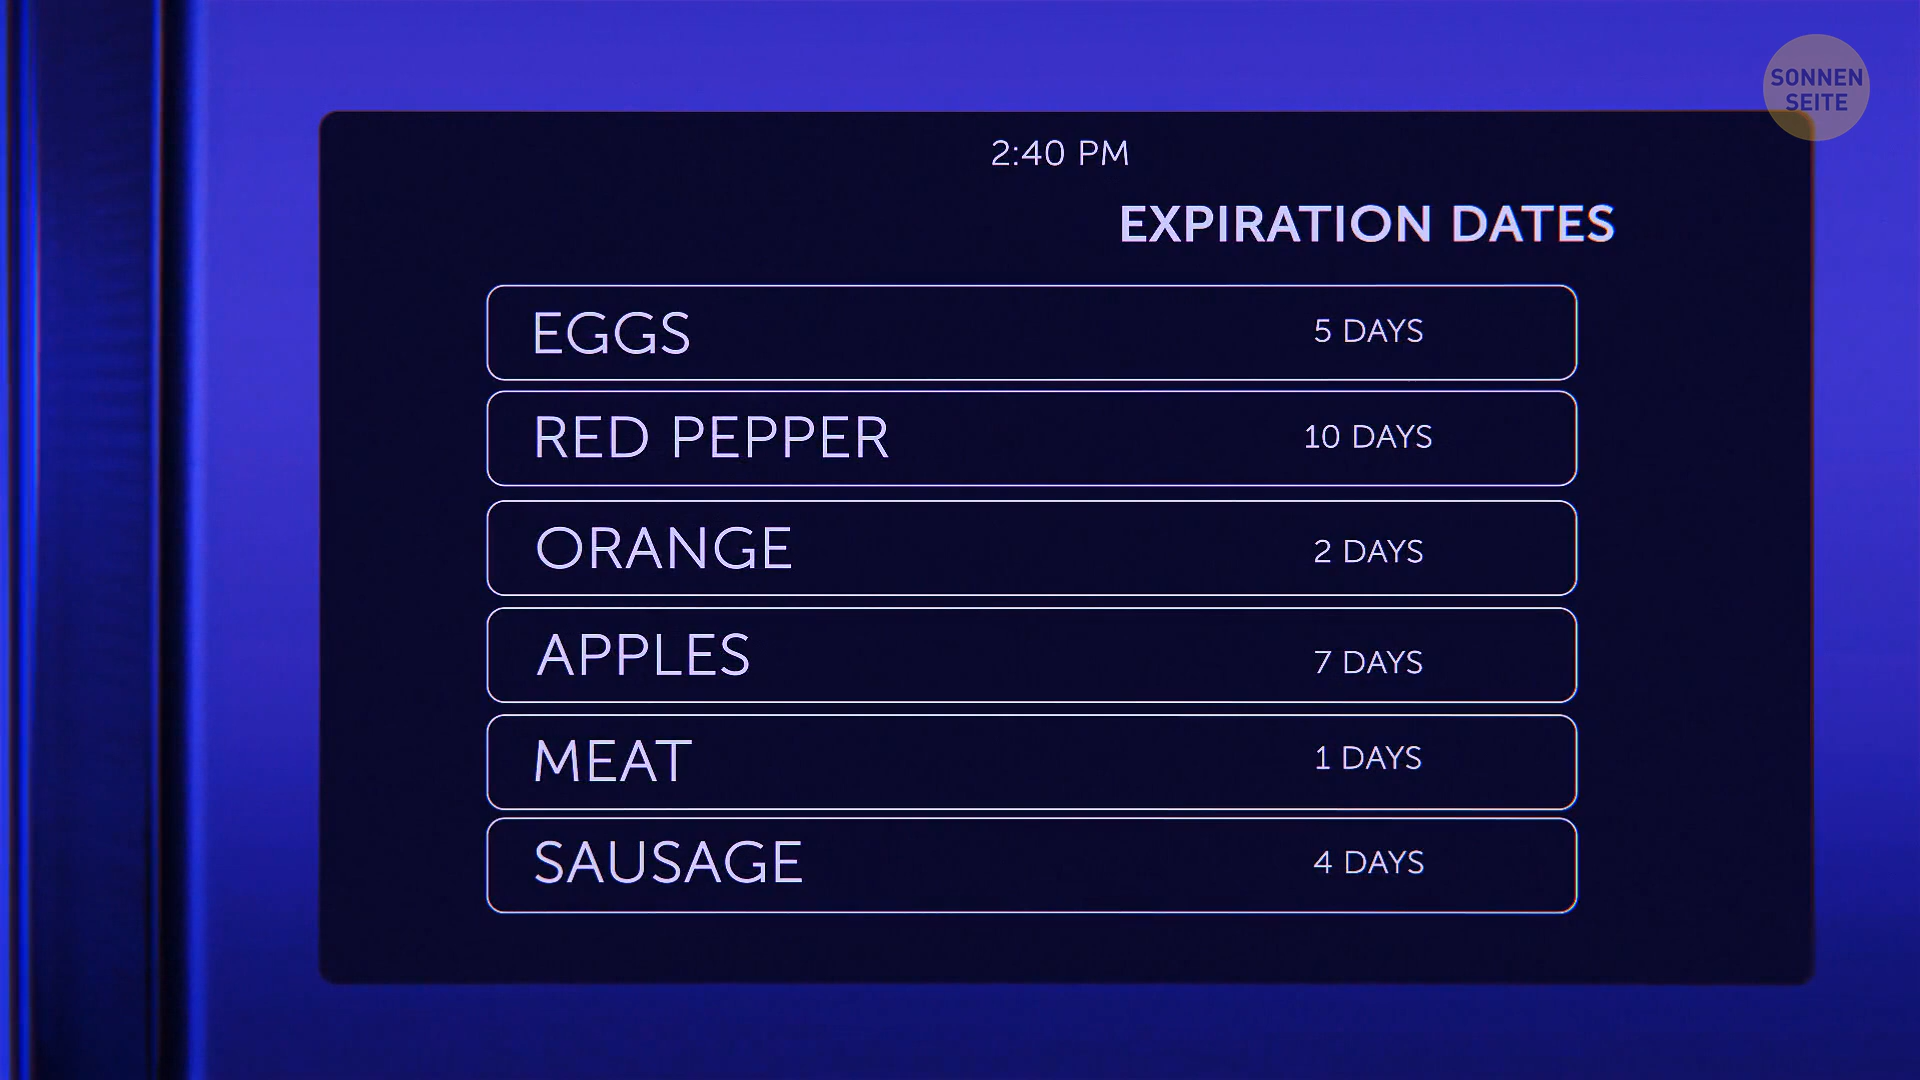 SONNEN
SEITE
2:40 PM
EXPIRATION DATES
EGGS 5 DAYS
RED PEPPER 10 DAYS
ORANGE 2 DAYS
APPLES 7 DAYS
MEAT 1 DAYS
SAUSAGE 4 DAYS